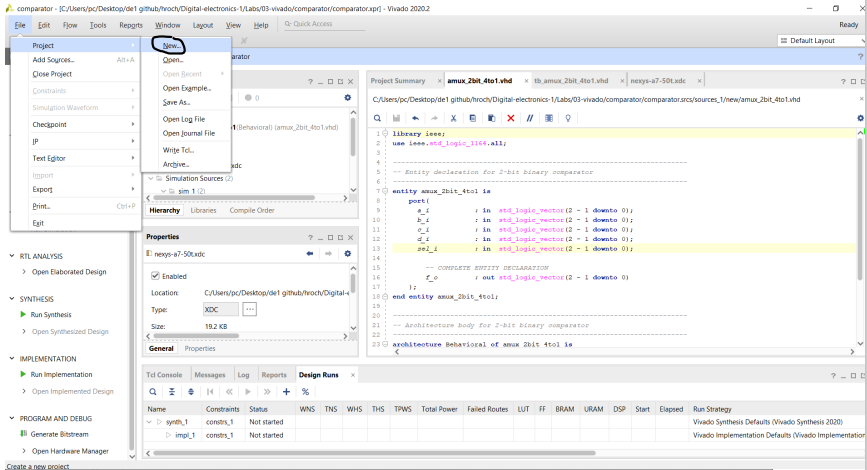 comparator - [C:/Users/pc/Desktop/de1 github/hroch/Digital-electronics-1/Labs/03-vivado/comparator/comparator.xpr] - Vivado 2020.2
File Edit Flow Tools Reports Window Layout View Help Quick Access
Ready
Default Layout
Project
Add Sources... Alt+A
Close Project
Constraints
Simulation Waveform
Checkpoint
IP
Text Editor
Import
Export
Print... Ctrl+P
Exit
New...
Open...
Open Recent
Open Example...
Save As...
Open Log File
Open Journal File
Write Tcl...
Archive...
arator
0
1(Behavioral) (amux_2bit_4to1.vhd)
xdc
Simulation Sources (2)
sim_1 (2)
Hierarchy Libraries Compile Order
Properties
nexys-a7-50t.xdc
Enabled
Location: C:/Users/pc/Desktop/de1 github/hroch/Digital-e
Type: XDC
Size: 19.2 KB
General Properties
RTL ANALYSIS
Open Elaborated Design
SYNTHESIS
Run Synthesis
Open Synthesized Design
IMPLEMENTATION
Run Implementation
Open Implemented Design
PROGRAM AND DEBUG
Generate Bitstream
Open Hardware Manager
Project Summary amux_2bit_4to1.vhd tb_amux_2bit_4to1.vhd nexys-a7-50t.xdc
C:/Users/pc/Desktop/de1 github/hroch/Digital-electronics-1/Labs/03-vivado/comparator/comparator.srcs/sources_1/new/amux_2bit_4to1.vhd
1 library ieee;
2 use ieee.std_logic_1164.all;
3
4 ------------------------------------------------------------------------
5 -- Entity declaration for 2-bit binary comparator
6 ------------------------------------------------------------------------
7 entity amux_2bit_4to1 is
8 port(
9 a_i : in std_logic_vector(2 - 1 downto 0);
10 b_i : in std_logic_vector(2 - 1 downto 0);
11 c_i : in std_logic_vector(2 - 1 downto 0);
12 d_i : in std_logic_vector(2 - 1 downto 0);
13 sel_i : in std_logic_vector(2 - 1 downto 0);
14
15 -- COMPLETE ENTITY DECLARATION
16 f_o : out std_logic_vector(2 - 1 downto 0)
17 );
18 end entity amux_2bit_4to1;
19
20 ------------------------------------------------------------------------
21 -- Architecture body for 2-bit binary comparator
22 ------------------------------------------------------------------------
23 architecture Behavioral of amux_2bit_4to1 is
Tcl Console Messages Log Reports Design Runs
Name Constraints Status WNS TNS WHS THS TPWS Total Power Failed Routes LUT FF BRAM URAM DSP Start Elapsed Run Strategy
synth_1 constrs_1 Not started Vivado Synthesis Defaults (Vivado Synthesis 2020)
impl_1 constrs_1 Not started Vivado Implementation Defaults (Vivado Implementation
Create a new project